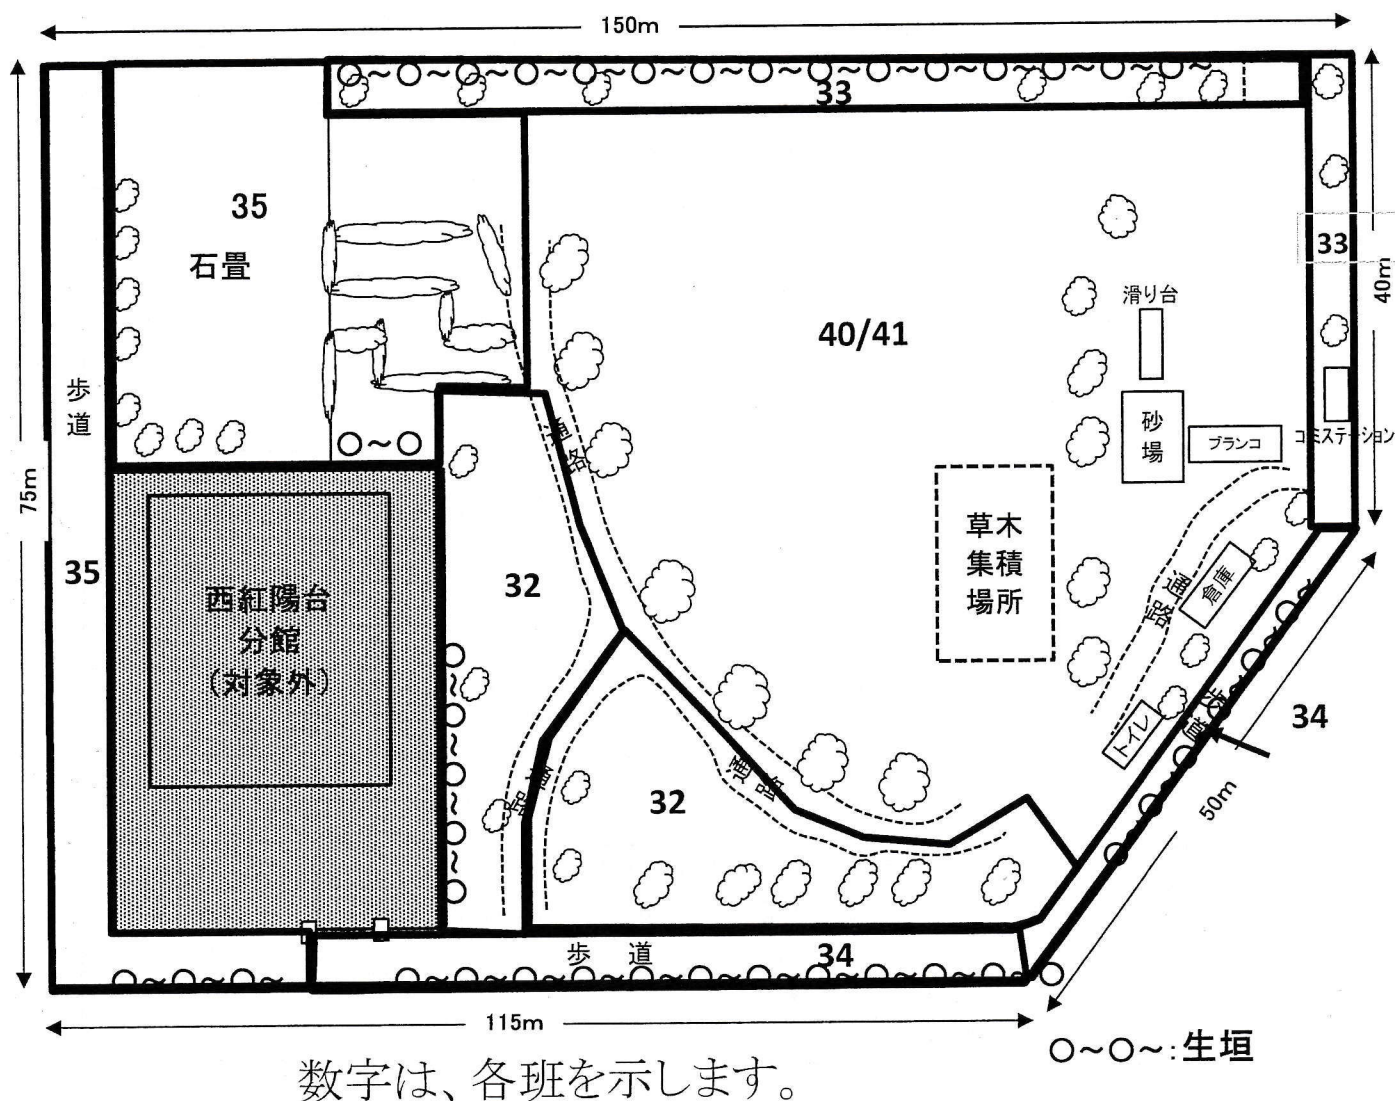 150m
33
35
石畳
33
40m
滑り台
40/41
歩道
通路
砂場
ブランコ
ゴミステーション
75m
草木
集積
場所
35
32
通路
倉庫
西紅陽台
分館
(対象外)
歩道
34
トイレ
通路
通路
32
50m
歩道
34
115m
○~○~:生垣
数字は、各班を示します。